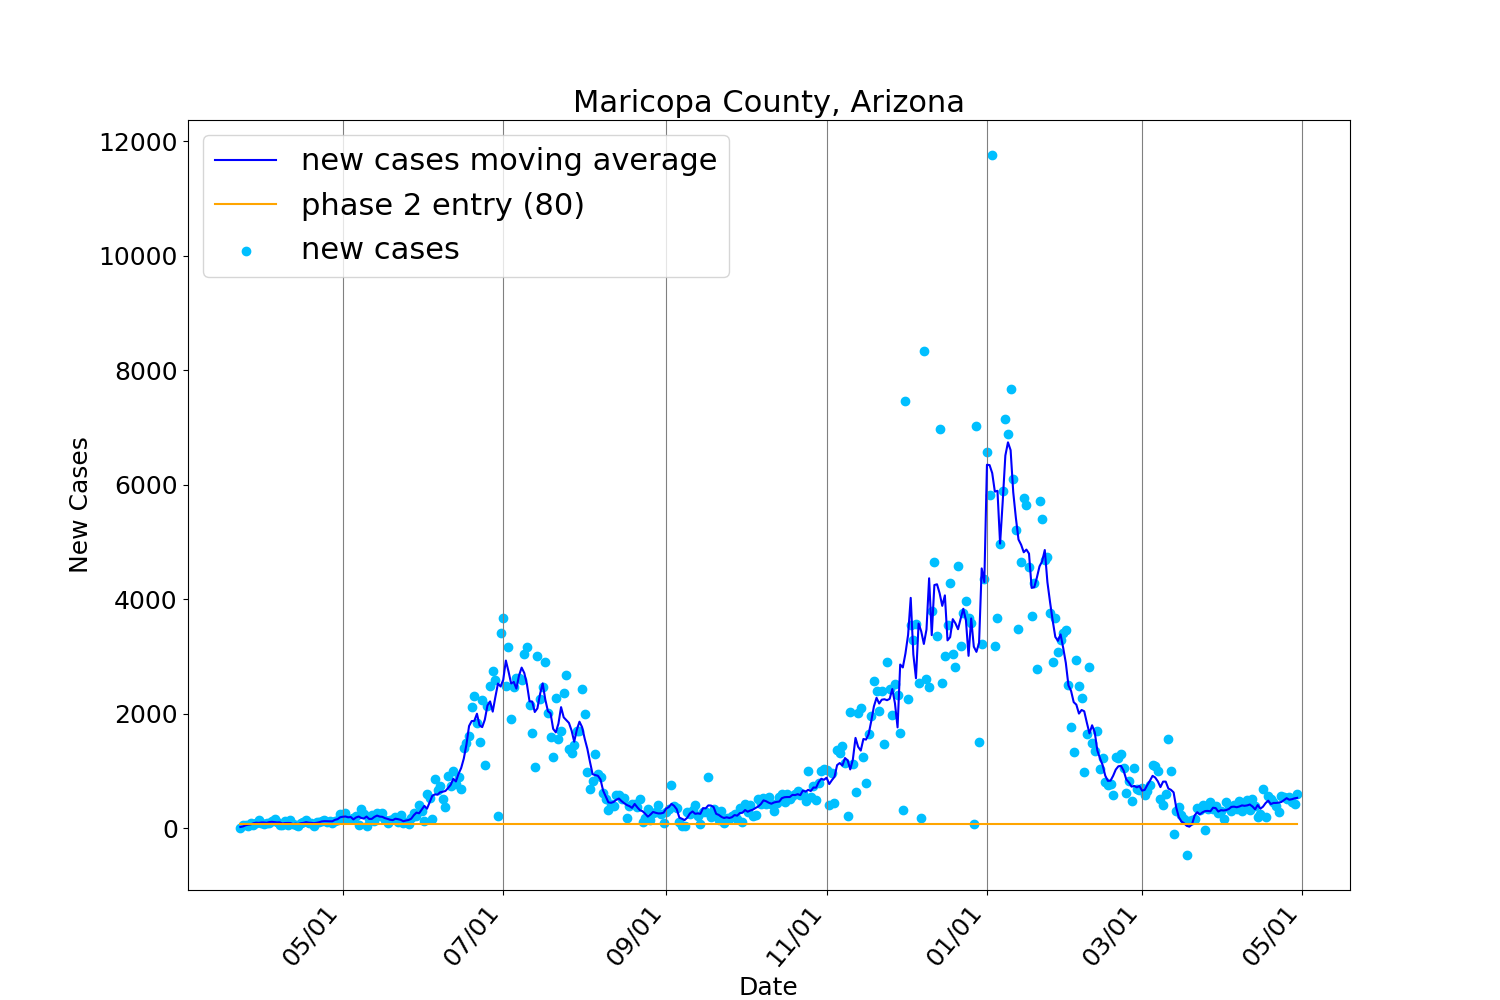 Maricopa County, Arizona
12000
10000
8000
6000
4000
2000
0
New Cases
new cases moving average
phase 2 entry (80)
new cases
05/01
07/01
09/01
11/01
01/01
03/01
05/01
Date